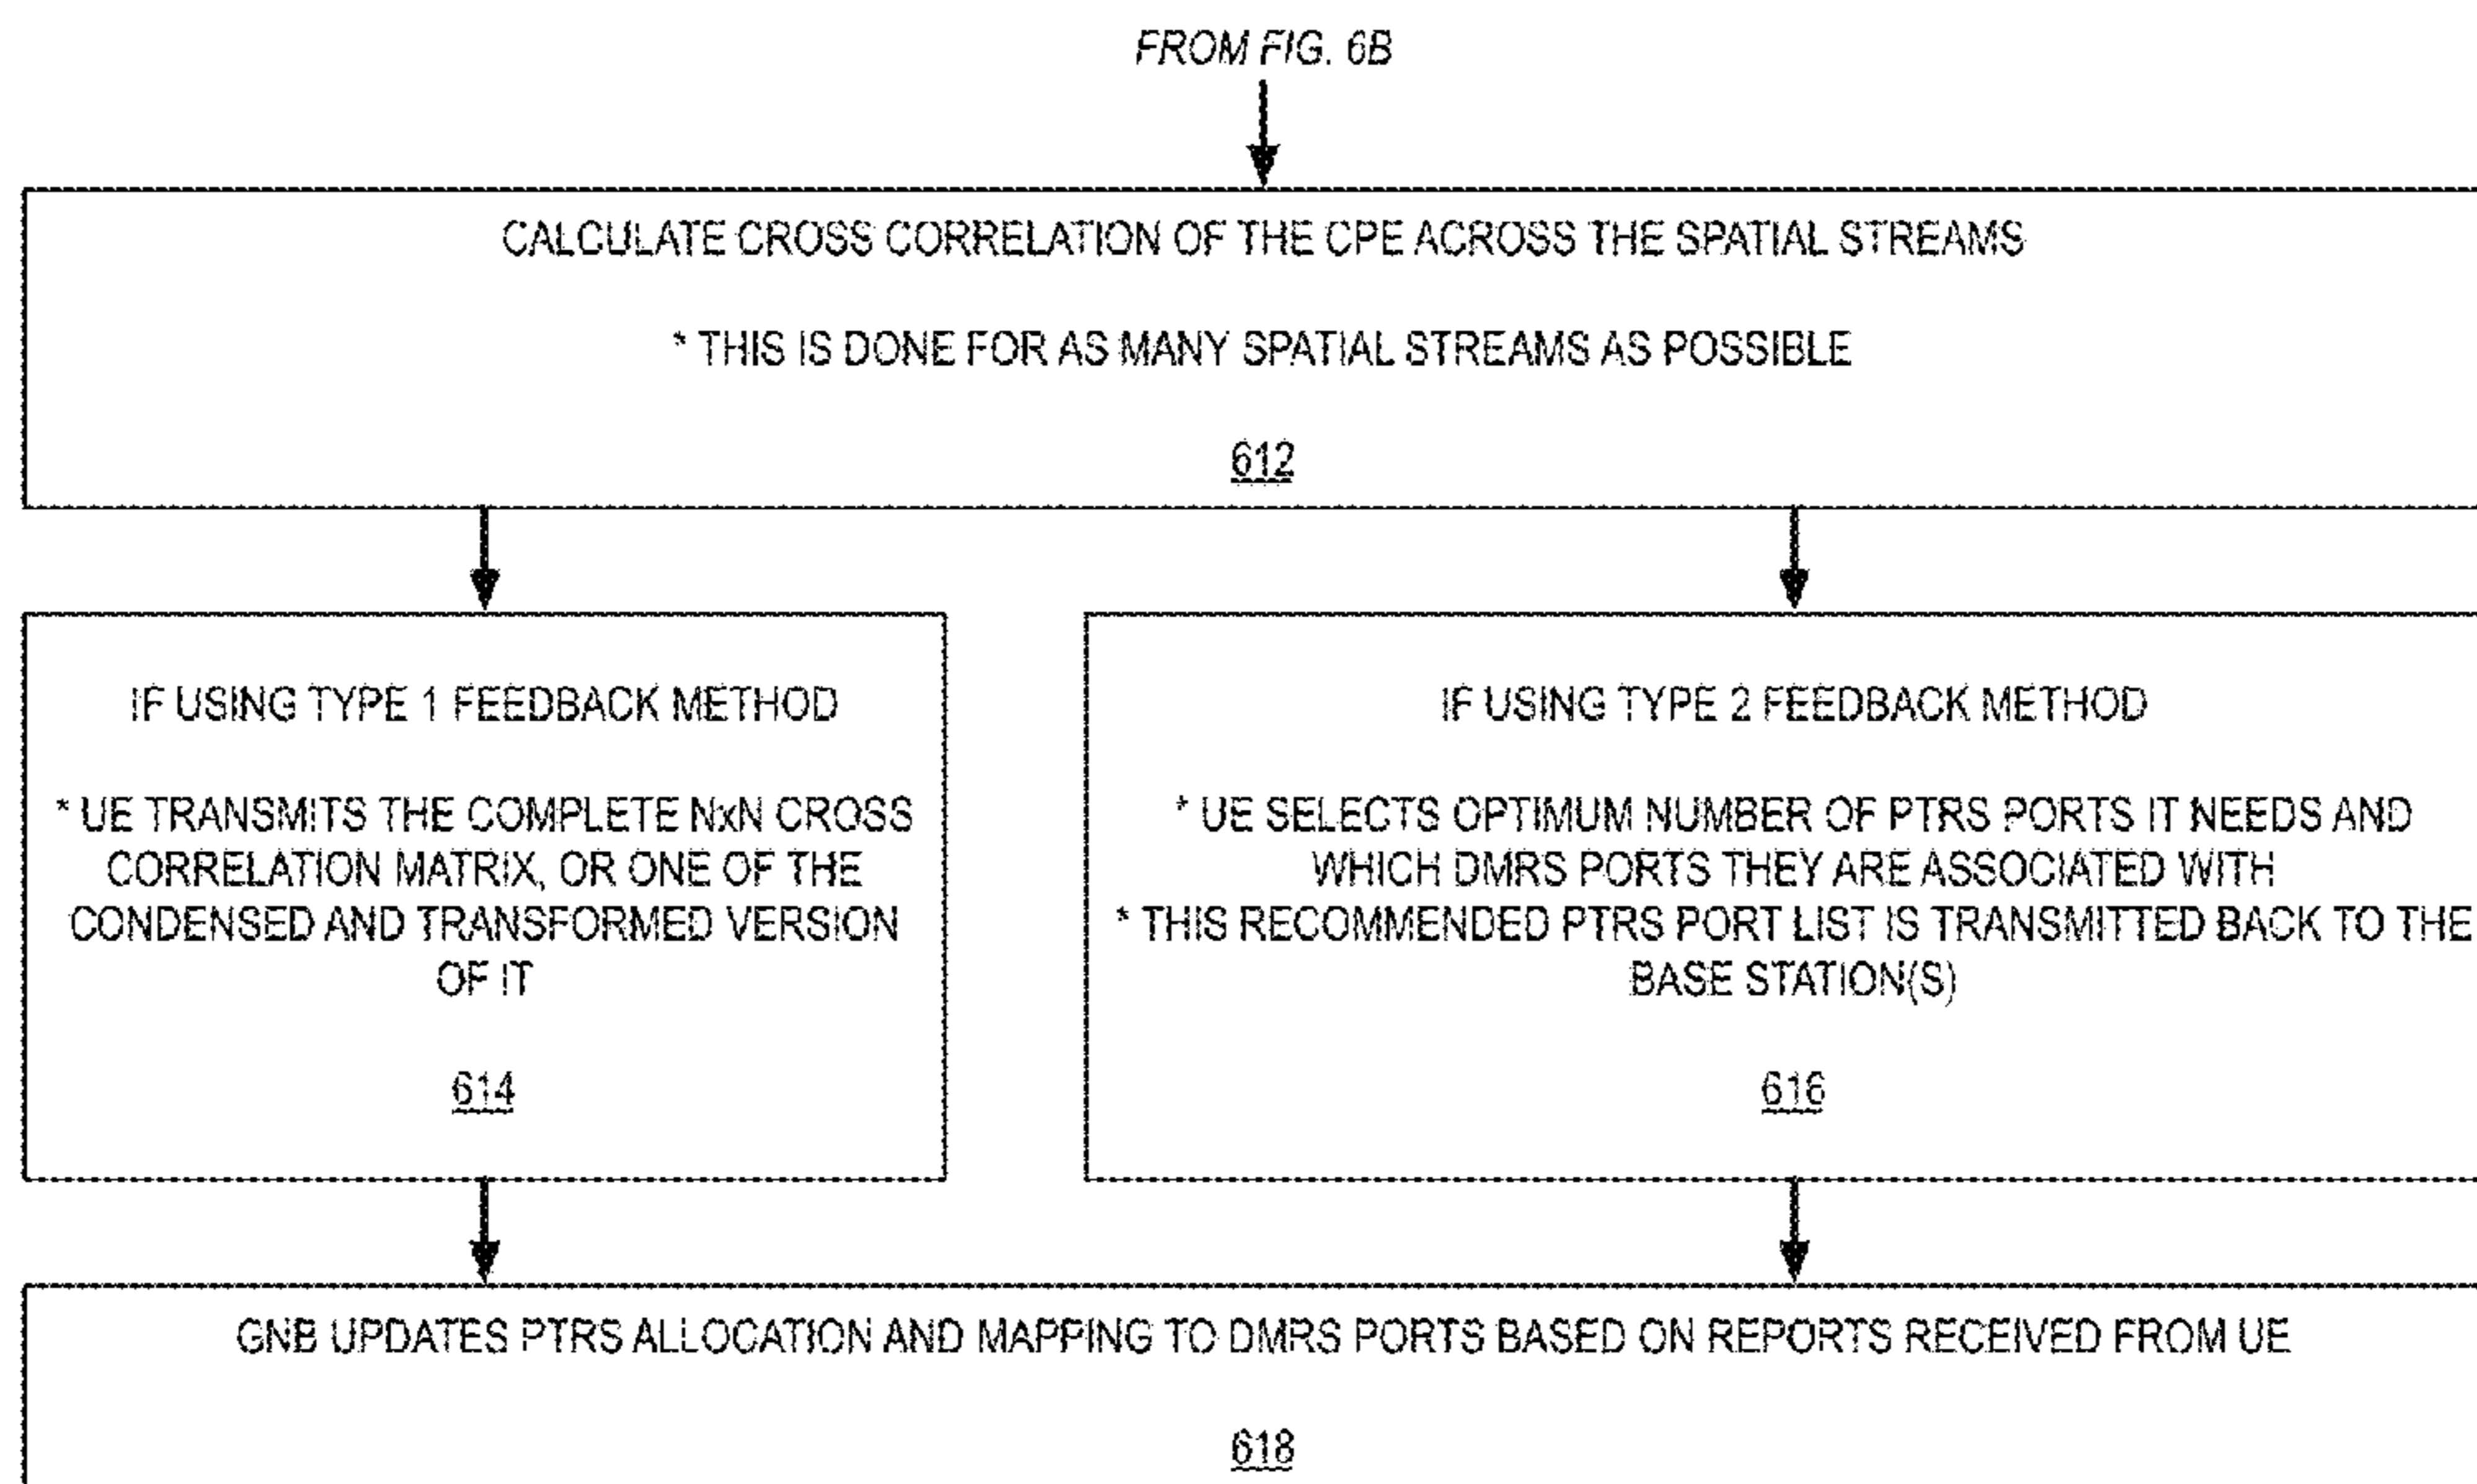 FROM FIG. 6B
CALCULATE CROSS CORRELATION OF THE CPE ACROSS THE SPATIAL STREAMS
* THIS IS DONE FOR AS MANY SPATIAL STREAMS AS POSSIBLE
612
IF USING TYPE 1 FEEDBACK METHOD
* UE TRANSMITS THE COMPLETE NxN CROSS
CORRELATION MATRIX, OR ONE OF THE
CONDENSED AND TRANSFORMED VERSION
OF IT
614
IF USING TYPE 2 FEEDBACK METHOD
* UE SELECTS OPTIMUM NUMBER OF PTRS PORTS IT NEEDS AND
WHICH DMRS PORTS THEY ARE ASSOCIATED WITH
* THIS RECOMMENDED PTRS PORT LIST IS TRANSMITTED BACK TO THE
BASE STATION(S)
616
GNB UPDATES PTRS ALLOCATION AND MAPPING TO DMRS PORTS BASED ON REPORTS RECEIVED FROM UE
618